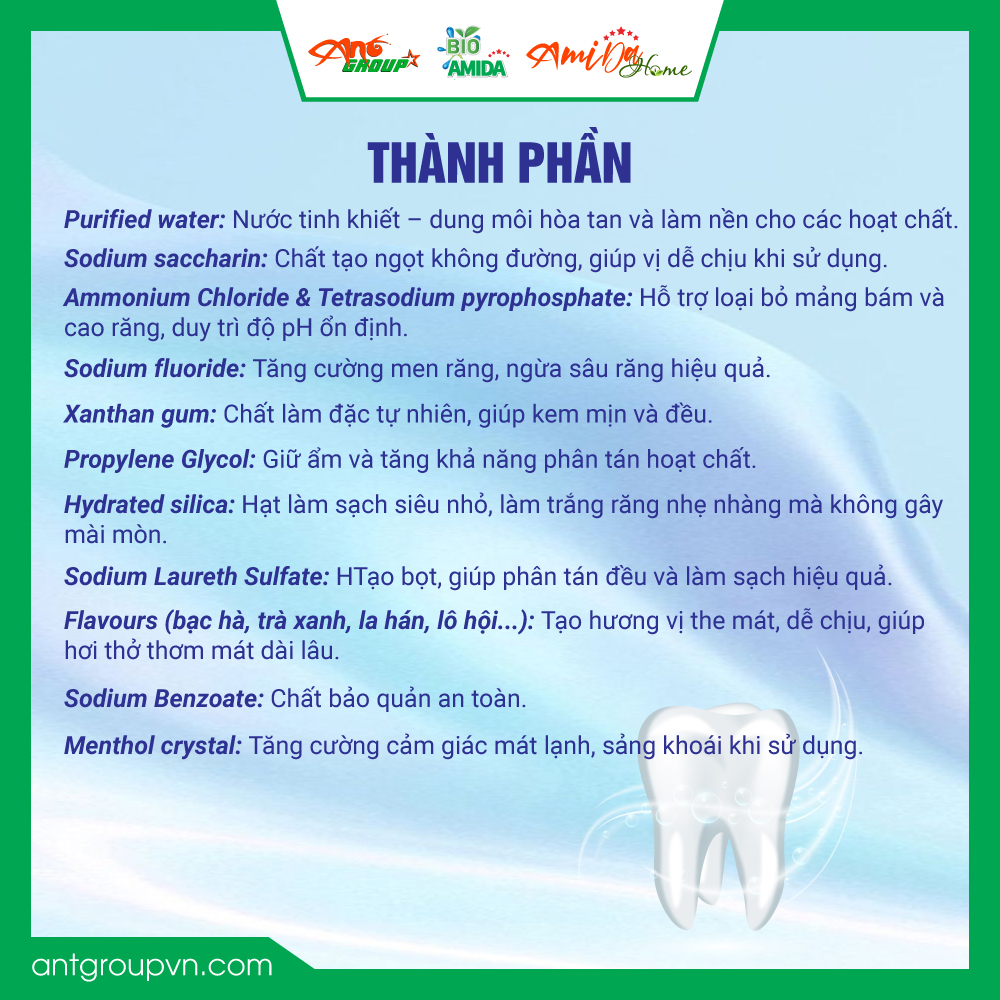 Ant GROUP
BIO AMIDA
AmiDa Home
THÀNH PHẦN
Purified water: Nước tinh khiết – dung môi hòa tan và làm nền cho các hoạt chất.
Sodium saccharin: Chất tạo ngọt không đường, giúp vị dễ chịu khi sử dụng.
Ammonium Chloride & Tetrasodium pyrophosphate: Hỗ trợ loại bỏ mảng bám và
cao răng, duy trì độ pH ổn định.
Sodium fluoride: Tăng cường men răng, ngừa sâu răng hiệu quả.
Xanthan gum: Chất làm đặc tự nhiên, giúp kem mịn và đều.
Propylene Glycol: Giữ ẩm và tăng khả năng phân tán hoạt chất.
Hydrated silica: Hạt làm sạch siêu nhỏ, làm trắng răng nhẹ nhàng mà không gây
mài mòn.
Sodium Laureth Sulfate: HTạo bọt, giúp phân tán đều và làm sạch hiệu quả.
Flavours (bạc hà, trà xanh, la hán, lô hội...): Tạo hương vị the mát, dễ chịu, giúp
hơi thở thơm mát dài lâu.
Sodium Benzoate: Chất bảo quản an toàn.
Menthol crystal: Tăng cường cảm giác mát lạnh, sảng khoái khi sử dụng.
antgroupvn.com